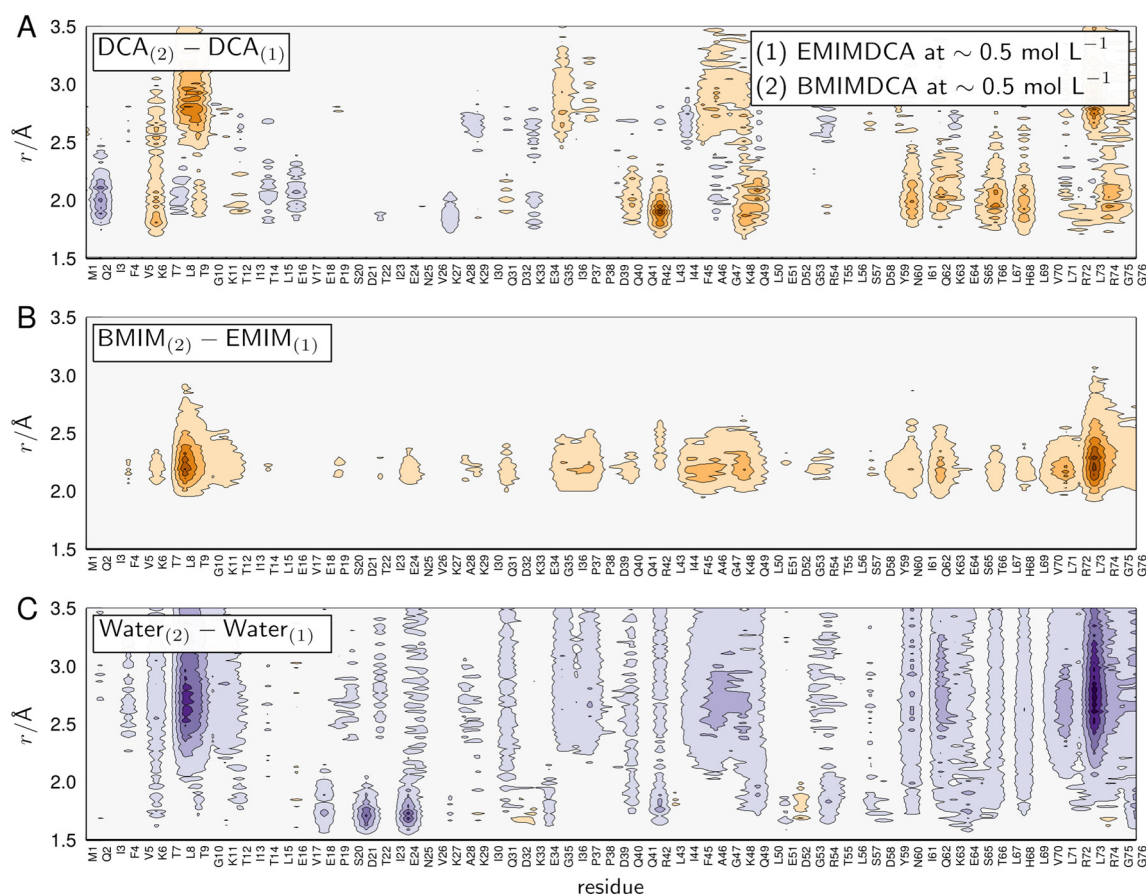 A
DCA(2) − DCA(1)
(1) EMIMDCA at ∼ 0.5 mol L−1
(2) BMIMDCA at ∼ 0.5 mol L−1
r/Å
3.5
3.0
2.5
2.0
1.5
M1 Q2 I3 F4 V5 K6 T7 L8 T9 G10 K11 T12 I13 T14 L15 E16 V17 E18 P19 S20 D21 T22 I23 E24 N25 V26 K27 A28 K29 I30 Q31 D32 K33 E34 G35 I36 P37 P38 D39 Q40 Q41 R42 L43 I44 F45 A46 G47 K48 Q49 L50 E51 D52 G53 R54 T55 L56 S57 D58 Y59 N60 I61 Q62 K63 E64 S65 T66 L67 H68 L69 V70 L71 R72 L73 R74 G75 G76
B
BMIM(2) − EMIM(1)
r/Å
3.5
3.0
2.5
2.0
1.5
M1 Q2 I3 F4 V5 K6 T7 L8 T9 G10 K11 T12 I13 T14 L15 E16 V17 E18 P19 S20 D21 T22 I23 E24 N25 V26 K27 A28 K29 I30 Q31 D32 K33 E34 G35 I36 P37 P38 D39 Q40 Q41 R42 L43 I44 F45 A46 G47 K48 Q49 L50 E51 D52 G53 R54 T55 L56 S57 D58 Y59 N60 I61 Q62 K63 E64 S65 T66 L67 H68 L69 V70 L71 R72 L73 R74 G75 G76
C
Water(2) − Water(1)
r/Å
3.5
3.0
2.5
2.0
1.5
M1 Q2 I3 F4 V5 K6 T7 L8 T9 G10 K11 T12 I13 T14 L15 E16 V17 E18 P19 S20 D21 T22 I23 E24 N25 V26 K27 A28 K29 I30 Q31 D32 K33 E34 G35 I36 P37 P38 D39 Q40 Q41 R42 L43 I44 F45 A46 G47 K48 Q49 L50 E51 D52 G53 R54 T55 L56 S57 D58 Y59 N60 I61 Q62 K63 E64 S65 T66 L67 H68 L69 V70 L71 R72 L73 R74 G75 G76
residue